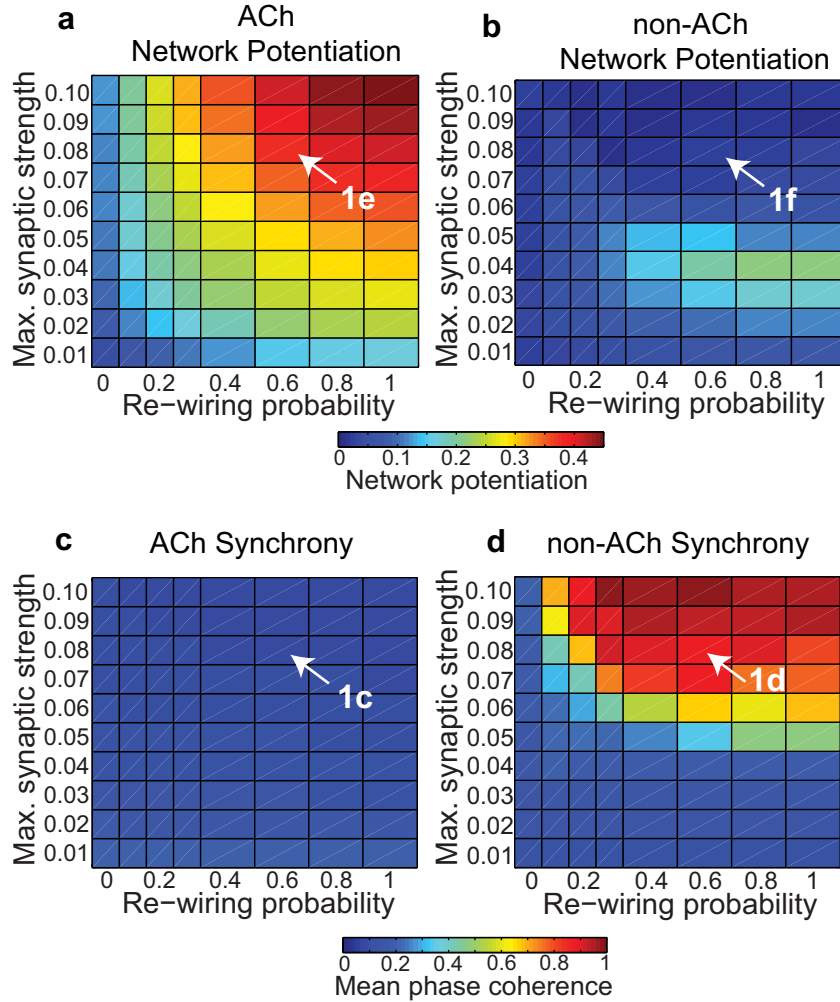 a
ACh
Network Potentiation
b
non-ACh
Network Potentiation
Max. synaptic strength
0.10
0.09
0.08
0.07
0.06
0.05
0.04
0.03
0.02
0.01
1e
0 0.2 0.4 0.6 1
Re-wiring probability
0.10
0.09
0.08
0.07
0.06
0.05
0.04
0.03
0.02
0.01
Max. synaptic strength
1f
0 0.2 0.4 0.6 1
Re-wiring probability
0 0.1 0.2 0.3 0.4
Network potentiation
c
ACh Synchrony
d
non-ACh Synchrony
Max. synaptic strength
0.10
0.09
0.08
0.07
0.06
0.05
0.04
0.03
0.02
0.01
1c
0 0.2 0.4 0.6 1
Re-wiring probability
Max. synaptic strength
0.10
0.09
0.08
0.07
0.06
0.05
0.04
0.03
0.02
0.01
1d
0 0.2 0.4 0.6 1
Re-wiring probability
0 0.2 0.4 0.6 0.8 1
Mean phase coherence